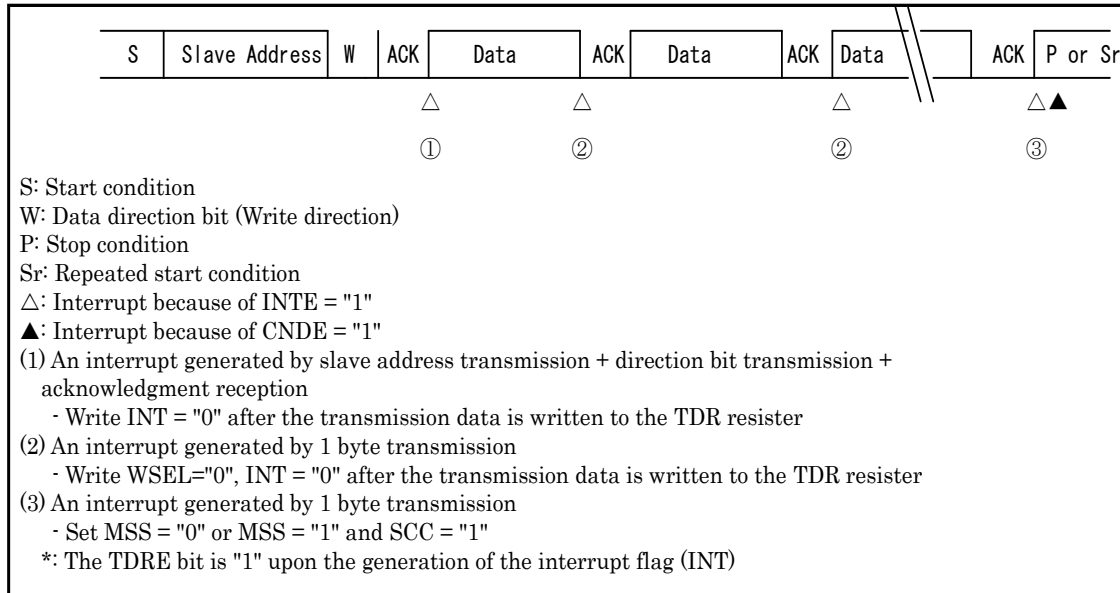 S Slave Address W ACK Data ACK Data ACK Data ACK P or Sr
△ △ △ △▲
① ② ② ③
S: Start condition
W: Data direction bit (Write direction)
P: Stop condition
Sr: Repeated start condition
△: Interrupt because of INTE = "1"
▲: Interrupt because of CNDE = "1"
(1) An interrupt generated by slave address transmission + direction bit transmission +
acknowledgment reception
- Write INT = "0" after the transmission data is written to the TDR resister
(2) An interrupt generated by 1 byte transmission
- Write WSEL="0", INT = "0" after the transmission data is written to the TDR resister
(3) An interrupt generated by 1 byte transmission
- Set MSS = "0" or MSS = "1" and SCC = "1"
*: The TDRE bit is "1" upon the generation of the interrupt flag (INT)